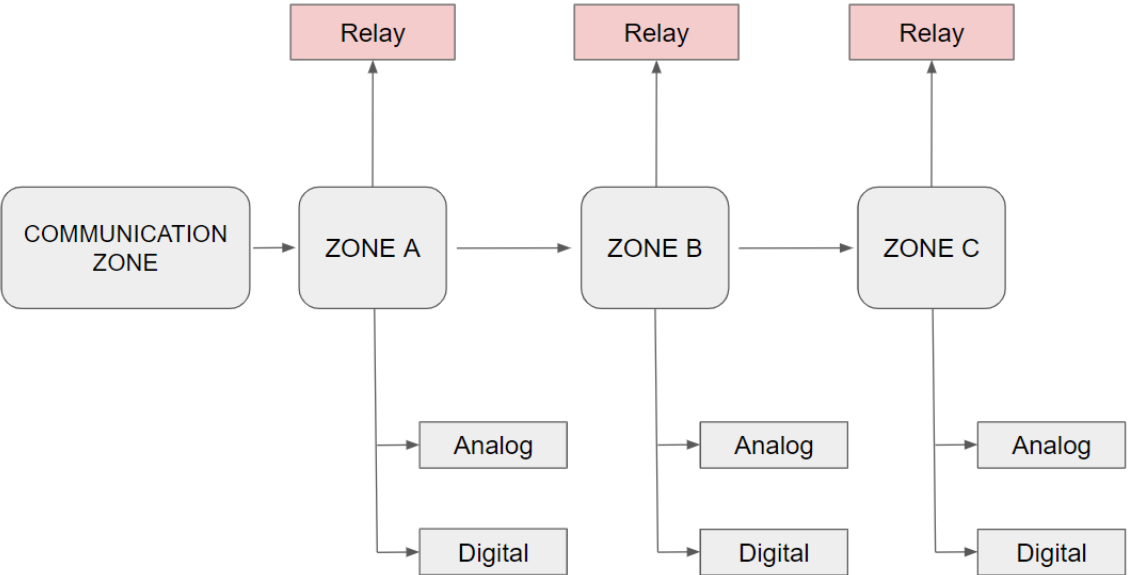 Relay
Relay
Relay
COMMUNICATION
ZONE
ZONE A
ZONE B
ZONE C
Analog
Analog
Analog
Digital
Digital
Digital